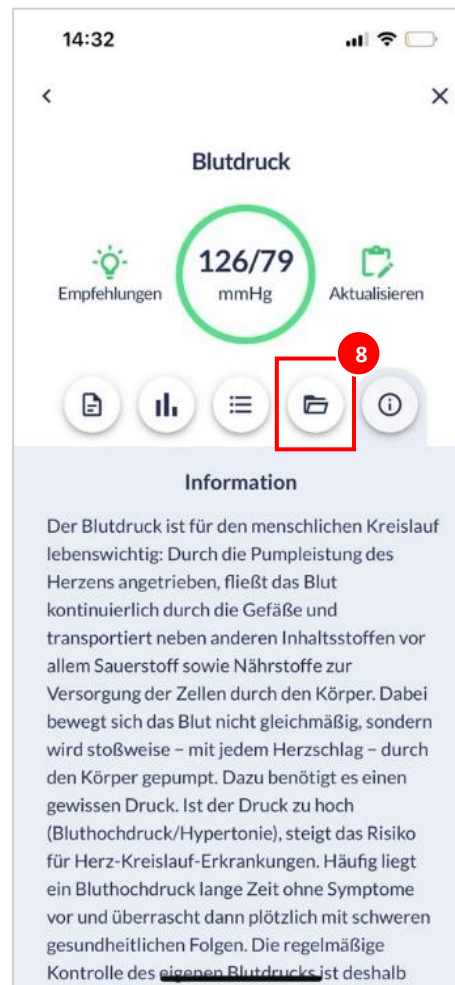 14:32
Blutdruck
126/79
mmHg
Empfehlungen
Aktualisieren
8
Information
Der Blutdruck ist für den menschlichen Kreislauf
lebenswichtig: Durch die Pumpleistung des
Herzens angetrieben, fließt das Blut
kontinuierlich durch die Gefäße und
transportiert neben anderen Inhaltsstoffen vor
allem Sauerstoff sowie Nährstoffe zur
Versorgung der Zellen durch den Körper. Dabei
bewegt sich das Blut nicht gleichmäßig, sondern
wird stoßweise – mit jedem Herzschlag – durch
den Körper gepumpt. Dazu benötigt es einen
gewissen Druck. Ist der Druck zu hoch
(Bluthochdruck/Hypertonie), steigt das Risiko
für Herz-Kreislauf-Erkrankungen. Häufig liegt
ein Bluthochdruck lange Zeit ohne Symptome
vor und überrascht dann plötzlich mit schweren
gesundheitlichen Folgen. Die regelmäßige
Kontrolle des eigenen Blutdrucks ist deshalb